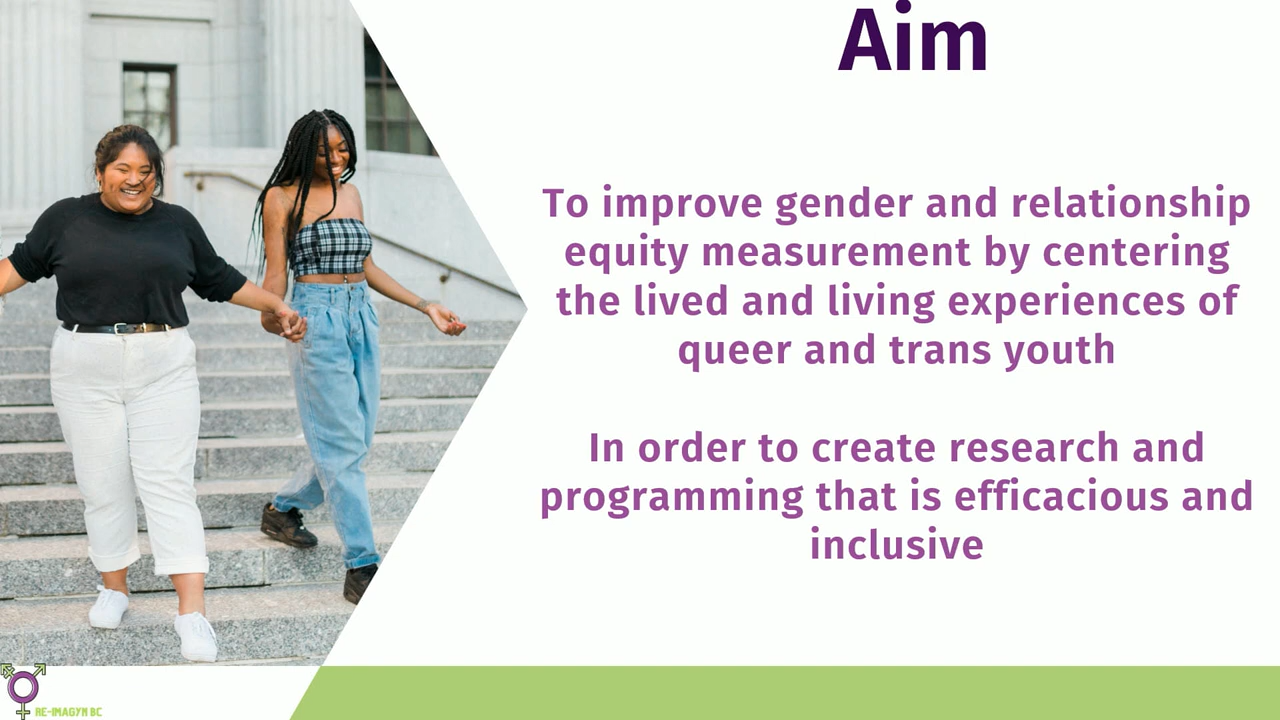 Aim
To improve gender and relationship
equity measurement by centering
the lived and living experiences of
queer and trans youth
In order to create research and
programming that is efficacious and
inclusive
RE-IMAGYN BC